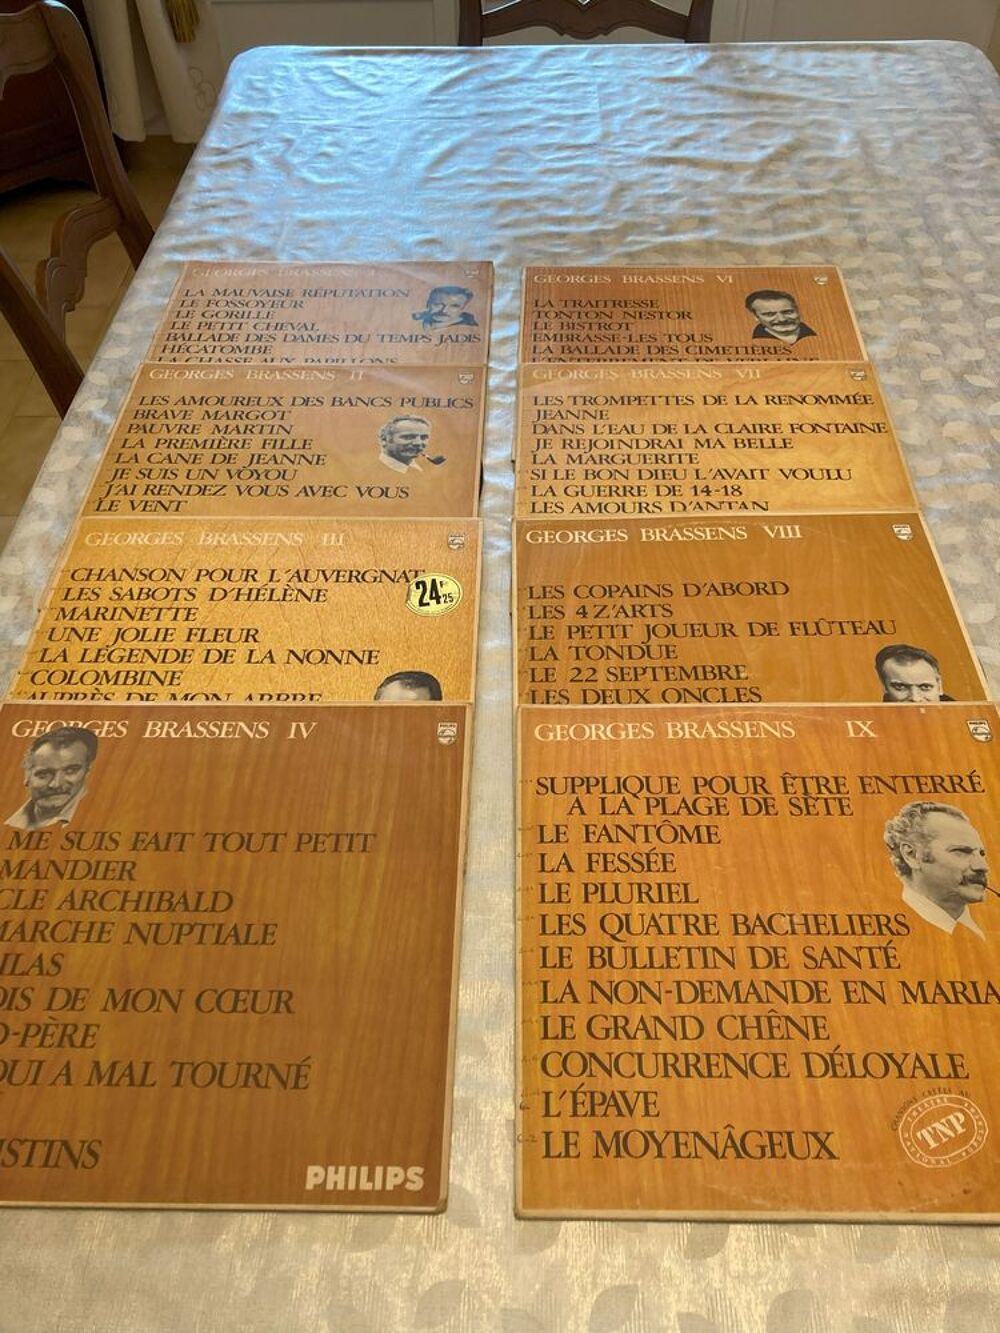 GEORGES BRASSENS I
LA MAUVAISE RÉPUTATION
LE FOSSOYEUR
LE GORILLE
LE PETIT CHEVAL
BALLADE DES DAMES DU TEMPS JADIS
HÉCATOMBE
CHASSE AUX PAPILLONS
GEORGES BRASSENS II
LES AMOUREUX DES BANCS PUBLICS
BRAVE MARGOT
PAUVRE MARTIN
LA PREMIÈRE FILLE
LA CANE DE JEANNE
JE SUIS UN VOYOU
J'AI RENDEZ VOUS AVEC VOUS
LE VENT
GEORGES BRASSENS III
CHANSON POUR L'AUVERGNAT
24 F 25
LES SABOTS D'HÉLÈNE
MARINETTE
UNE JOLIE FLEUR
LA LÉGENDE DE LA NONNE
COLOMBINE
AUPRÈS DE MON ARBRE
GEORGES BRASSENS IV
ME SUIS FAIT TOUT PETIT
MANDIER
CLE ARCHIBALD
MARCHE NUPTIALE
ILAS
OIS DE MON CŒUR
D-PÈRE
QUI A MAL TOURNÉ
STINS
PHILIPS
GEORGES BRASSENS VI
LA TRAITRESSE
TONTON NESTOR
LE BISTROT
EMBRASSE-LES TOUS
LA BALLADE DES CIMETIÈRES
GEORGES BRASSENS VII
LES TROMPETTES DE LA RENOMMÉE
JEANNE
DANS L'EAU DE LA CLAIRE FONTAINE
JE REJOINDRAI MA BELLE
LA MARGUERITE
SI LE BON DIEU L'AVAIT VOULU
LA GUERRE DE 14-18
LES AMOURS D'ANTAN
GEORGES BRASSENS VIII
LES COPAINS D'ABORD
LES 4 Z'ARTS
LE PETIT JOUEUR DE FLÛTEAU
LA TONDUE
LE 22 SEPTEMBRE
LES DEUX ONCLES
GEORGES BRASSENS IX
PHILIPS
SUPPLIQUE POUR ÊTRE ENTERRÉ
A LA PLAGE DE SÈTE
LE FANTÔME
LA FESSÉE
LE PLURIEL
LES QUATRE BACHELIERS
LE BULLETIN DE SANTÉ
LA NON-DEMANDE EN MARIA
LE GRAND CHÊNE
CONCURRENCE DÉLOYALE
L'ÉPAVE
LE MOYENÂGEUX
TNP